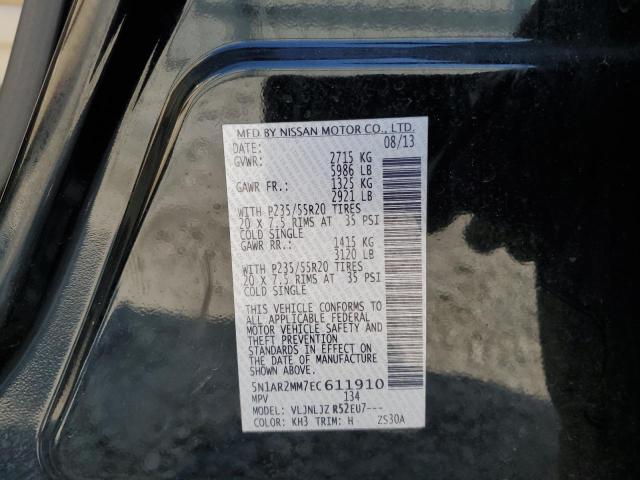 MFD BY NISSAN MOTOR CO., LTD.
DATE: 08/13
GVWR: 2715 KG
5986 LB
GAWR FR.: 1325 KG
2921 LB
WITH P235/55R20 TIRES
20 X 7.5 RIMS AT 35 PSI
COLD SINGLE
GAWR RR.: 1415 KG
3120 LB
WITH P235/55R20 TIRES
20 X 7.5 RIMS AT 35 PSI
COLD SINGLE
THIS VEHICLE CONFORMS TO
ALL APPLICABLE FEDERAL
MOTOR VEHICLE SAFETY AND
THEFT PREVENTION
STANDARDS IN EFFECT ON
THE DATE OF MANUFACTURE
SHOWN ABOVE.
5N1AR2MM7EC611910
MPV 134
MODEL: VLJNLJZ R52EU7---
COLOR: KH3 TRIM: H ZS30A